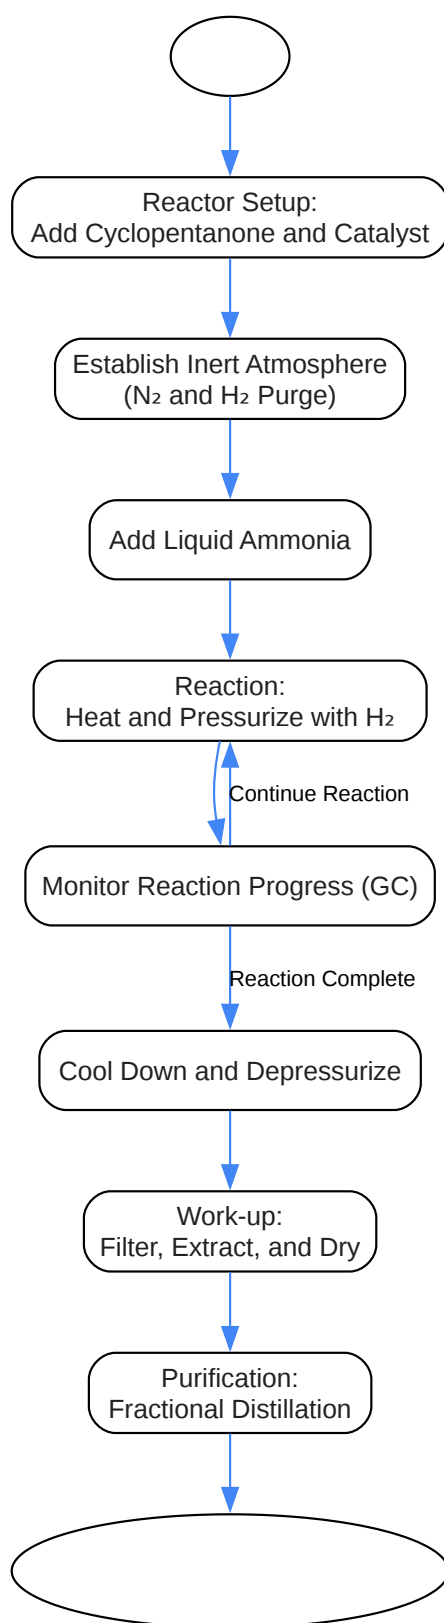 Reactor Setup:
Add Cyclopentanone and Catalyst
Establish Inert Atmosphere
(N₂ and H₂ Purge)
Add Liquid Ammonia
Reaction:
Heat and Pressurize with H₂
Continue Reaction
Monitor Reaction Progress (GC)
Reaction Complete
Cool Down and Depressurize
Work-up:
Filter, Extract, and Dry
Purification:
Fractional Distillation